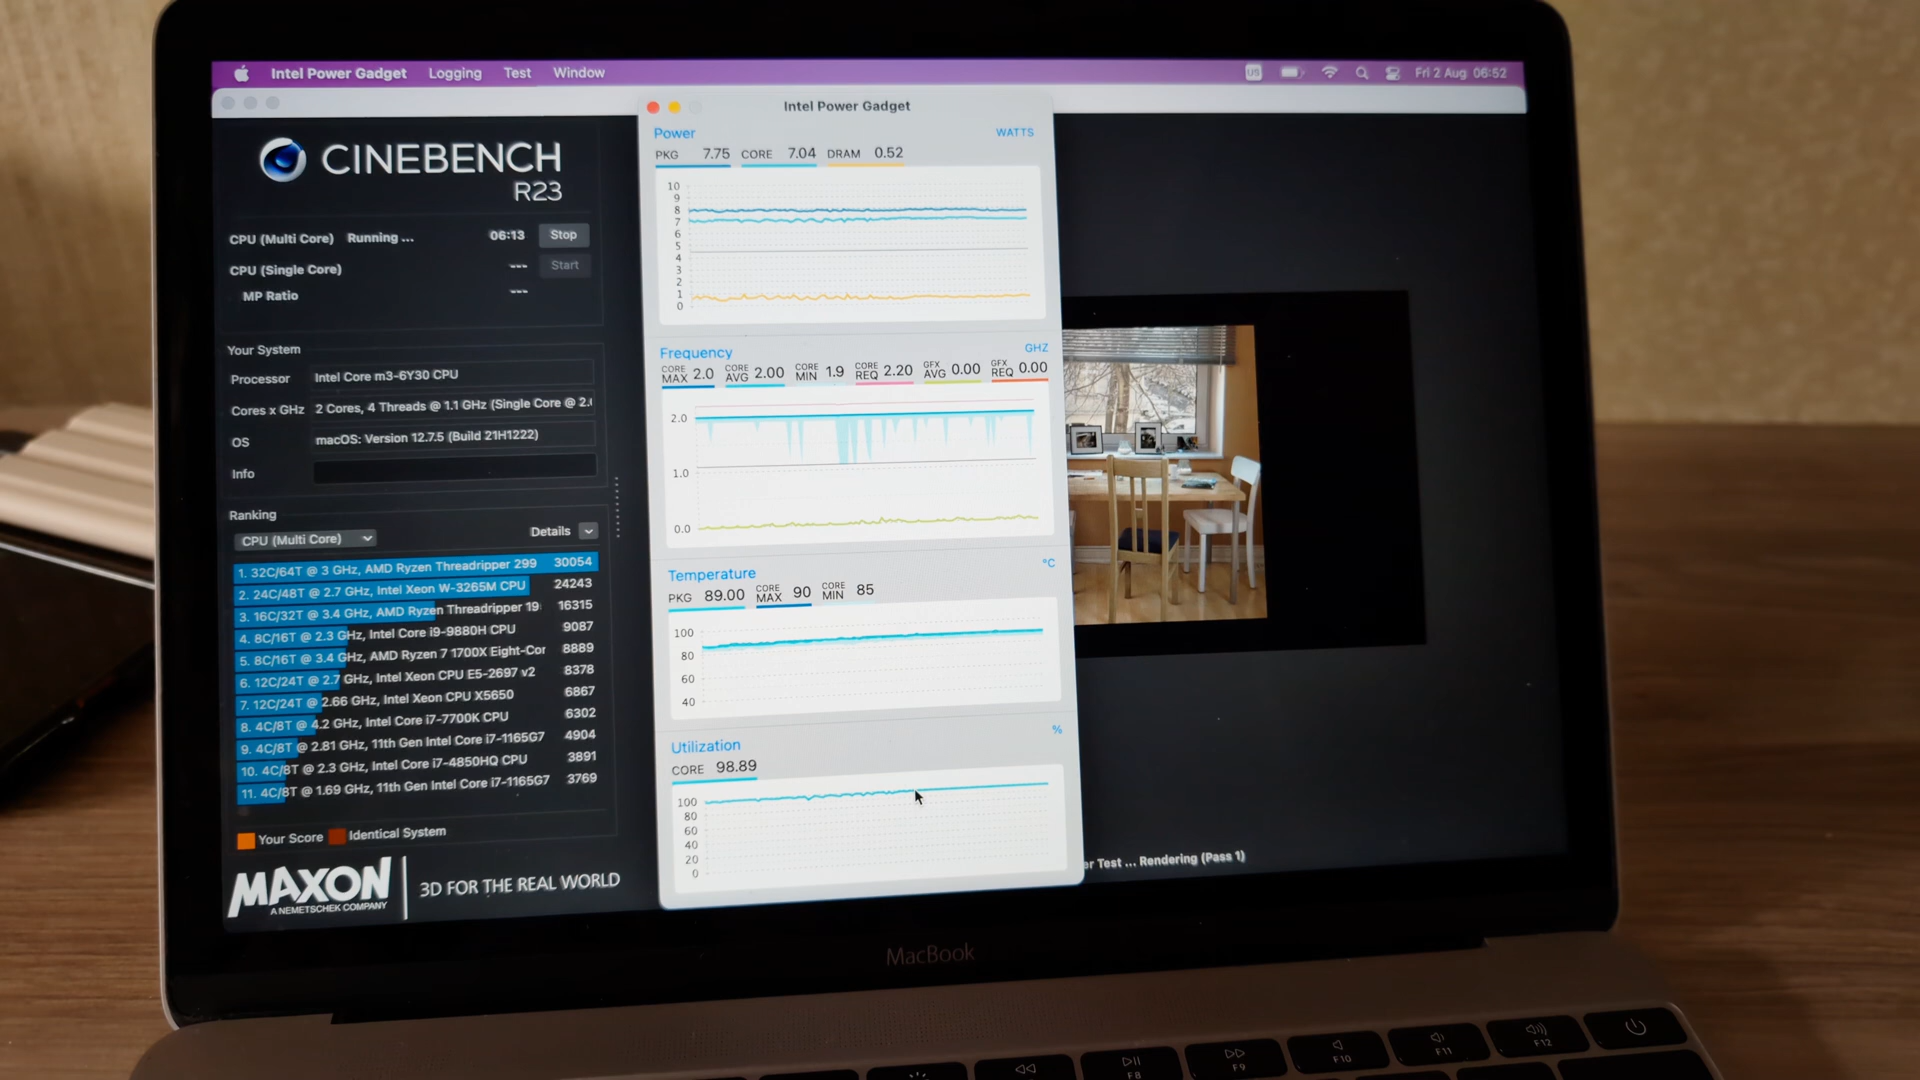 Intel Power Gadget Logging Test Window US Fri 2 Aug 06:52
CINEBENCH
R23
CPU (Multi Core) Running ... 06:13 Stop
CPU (Single Core) --- Start
MP Ratio ---
Your System
Processor Intel Core m3-6Y30 CPU
Cores x GHz 2 Cores, 4 Threads @ 1.1 GHz (Single Core @ 2.
OS macOS: Version 12.7.5 (Build 21H1222)
Info
Ranking
CPU (Multi Core) Details
1. 32C/64T @ 3 GHz, AMD Ryzen Threadripper 299 30054
2. 24C/48T @ 2.7 GHz, Intel Xeon W-3265M CPU 24243
3. 16C/32T @ 3.4 GHz, AMD Ryzen Threadripper 19 16315
4. 8C/16T @ 2.3 GHz, Intel Core i9-9880H CPU 9087
5. 8C/16T @ 3.4 GHz, AMD Ryzen 7 1700X Eight-Cor 8889
6. 12C/24T @ 2.7 GHz, Intel Xeon CPU E5-2697 v2 8378
7. 12C/24T @ 2.66 GHz, Intel Xeon CPU X5650 6867
8. 4C/8T @ 4.2 GHz, Intel Core i7-7700K CPU 6302
9. 4C/8T @ 2.81 GHz, 11th Gen Intel Core i7-1165G7 4904
10. 4C/8T @ 2.3 GHz, Intel Core i7-4850HQ CPU 3891
11. 4C/8T @ 1.69 GHz, 11th Gen Intel Core i7-1165G7 3769
Your Score Identical System
MAXON
A NEMETSCHEK COMPANY
3D FOR THE REAL WORLD
Intel Power Gadget
Power WATTS
PKG 7.75 CORE 7.04 DRAM 0.52
10
9
8
7
6
5
4
3
2
1
0
Frequency GHZ
CORE MAX 2.0 CORE AVG 2.00 CORE MIN 1.9 CORE REQ 2.20 GFX AVG 0.00 GFX REQ 0.00
2.0
1.0
0.0
Temperature °C
PKG 89.00 CORE MAX 90 CORE MIN 85
100
80
60
40
Utilization %
CORE 98.89
100
80
60
40
20
0
er Test ... Rendering (Pass 1)
MacBook
F8
F9
F10
F11
F12